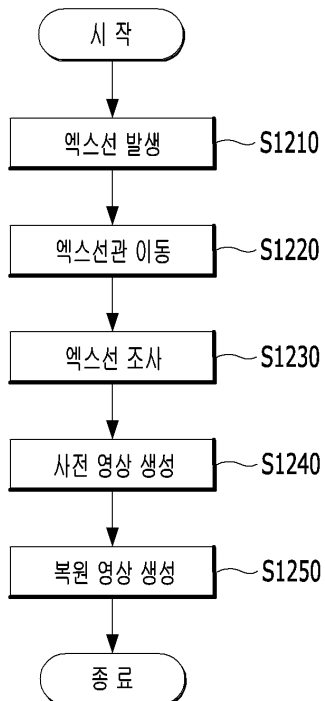 시 작
엑스선 발생 S1210
엑스선관 이동 S1220
엑스선 조사 S1230
사전 영상 생성 S1240
복원 영상 생성 S1250
종 료